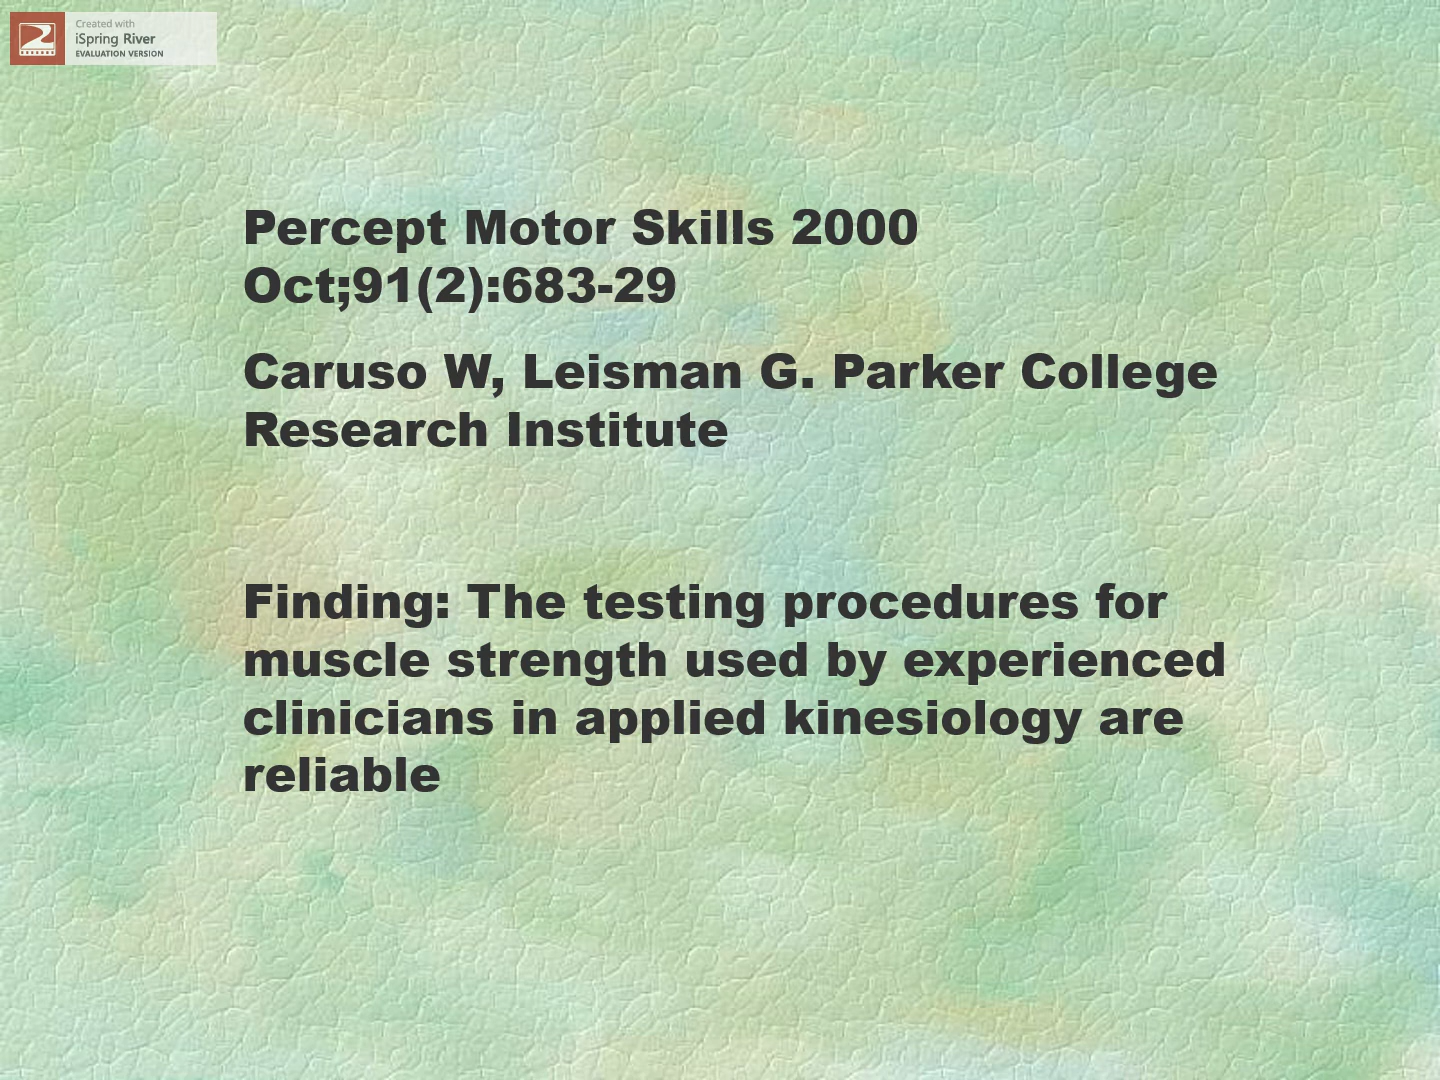 Created with
iSpring River
EVALUATION VERSION
Percept Motor Skills 2000
Oct;91(2):683-29
Caruso W, Leisman G. Parker College
Research Institute
Finding: The testing procedures for
muscle strength used by experienced
clinicians in applied kinesiology are
reliable